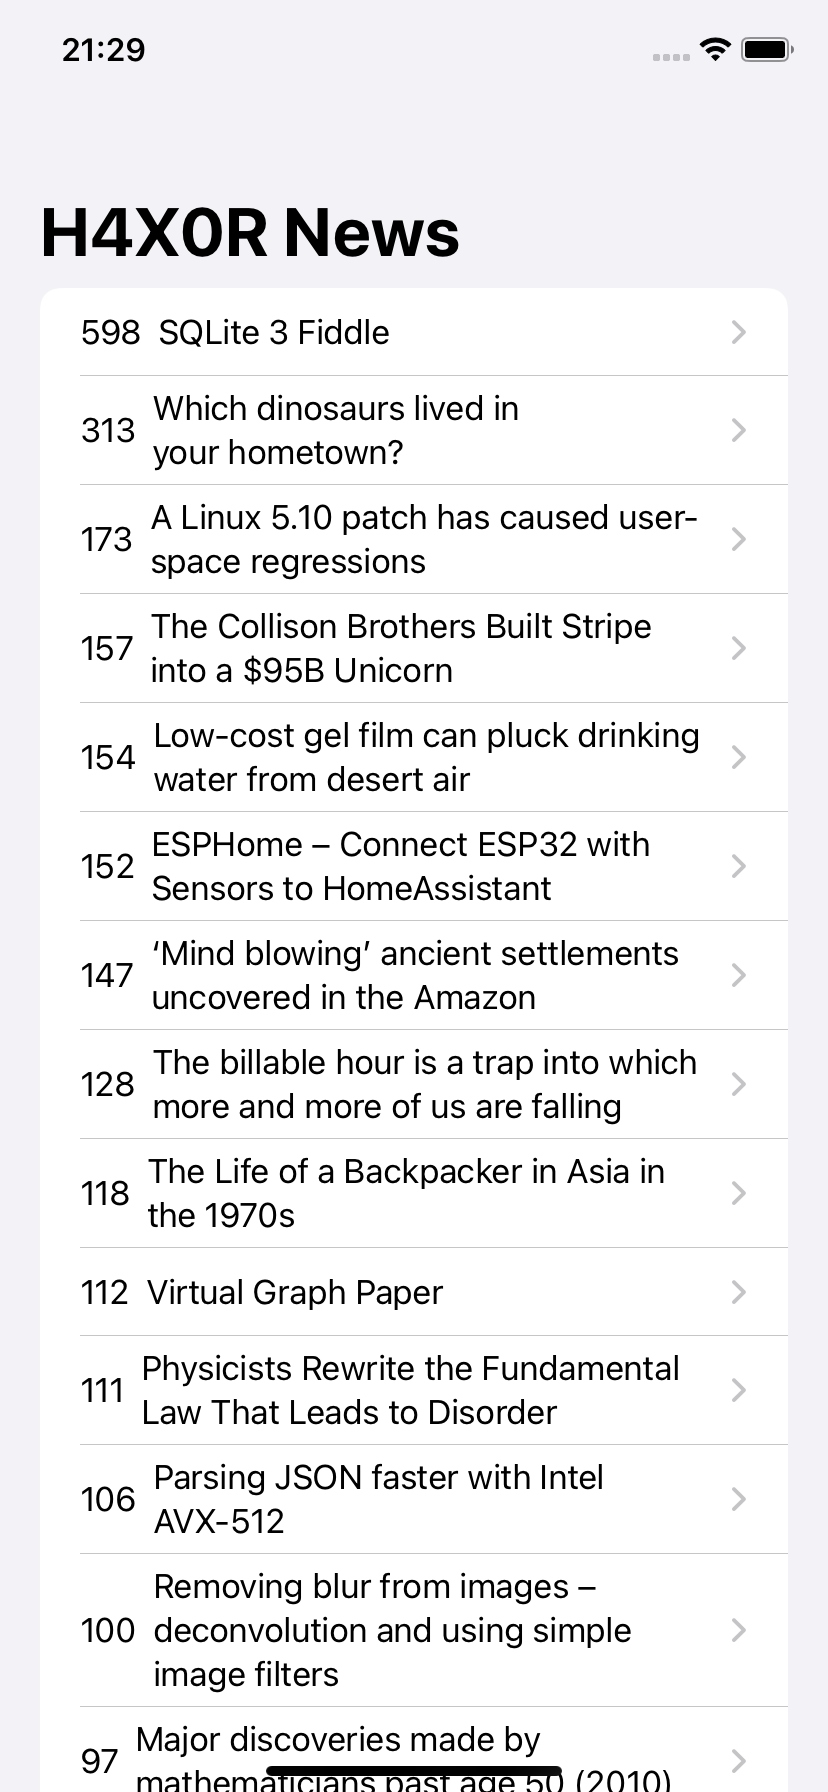 21:29
H4X0R News
598 SQLite 3 Fiddle
313 Which dinosaurs lived in
your hometown?
173 A Linux 5.10 patch has caused user-
space regressions
157 The Collison Brothers Built Stripe
into a $95B Unicorn
154 Low-cost gel film can pluck drinking
water from desert air
152 ESPHome – Connect ESP32 with
Sensors to HomeAssistant
147 ‘Mind blowing’ ancient settlements
uncovered in the Amazon
128 The billable hour is a trap into which
more and more of us are falling
118 The Life of a Backpacker in Asia in
the 1970s
112 Virtual Graph Paper
111 Physicists Rewrite the Fundamental
Law That Leads to Disorder
106 Parsing JSON faster with Intel
AVX-512
100 Removing blur from images –
deconvolution and using simple
image filters
97 Major discoveries made by
mathematicians past age 50 (2010)